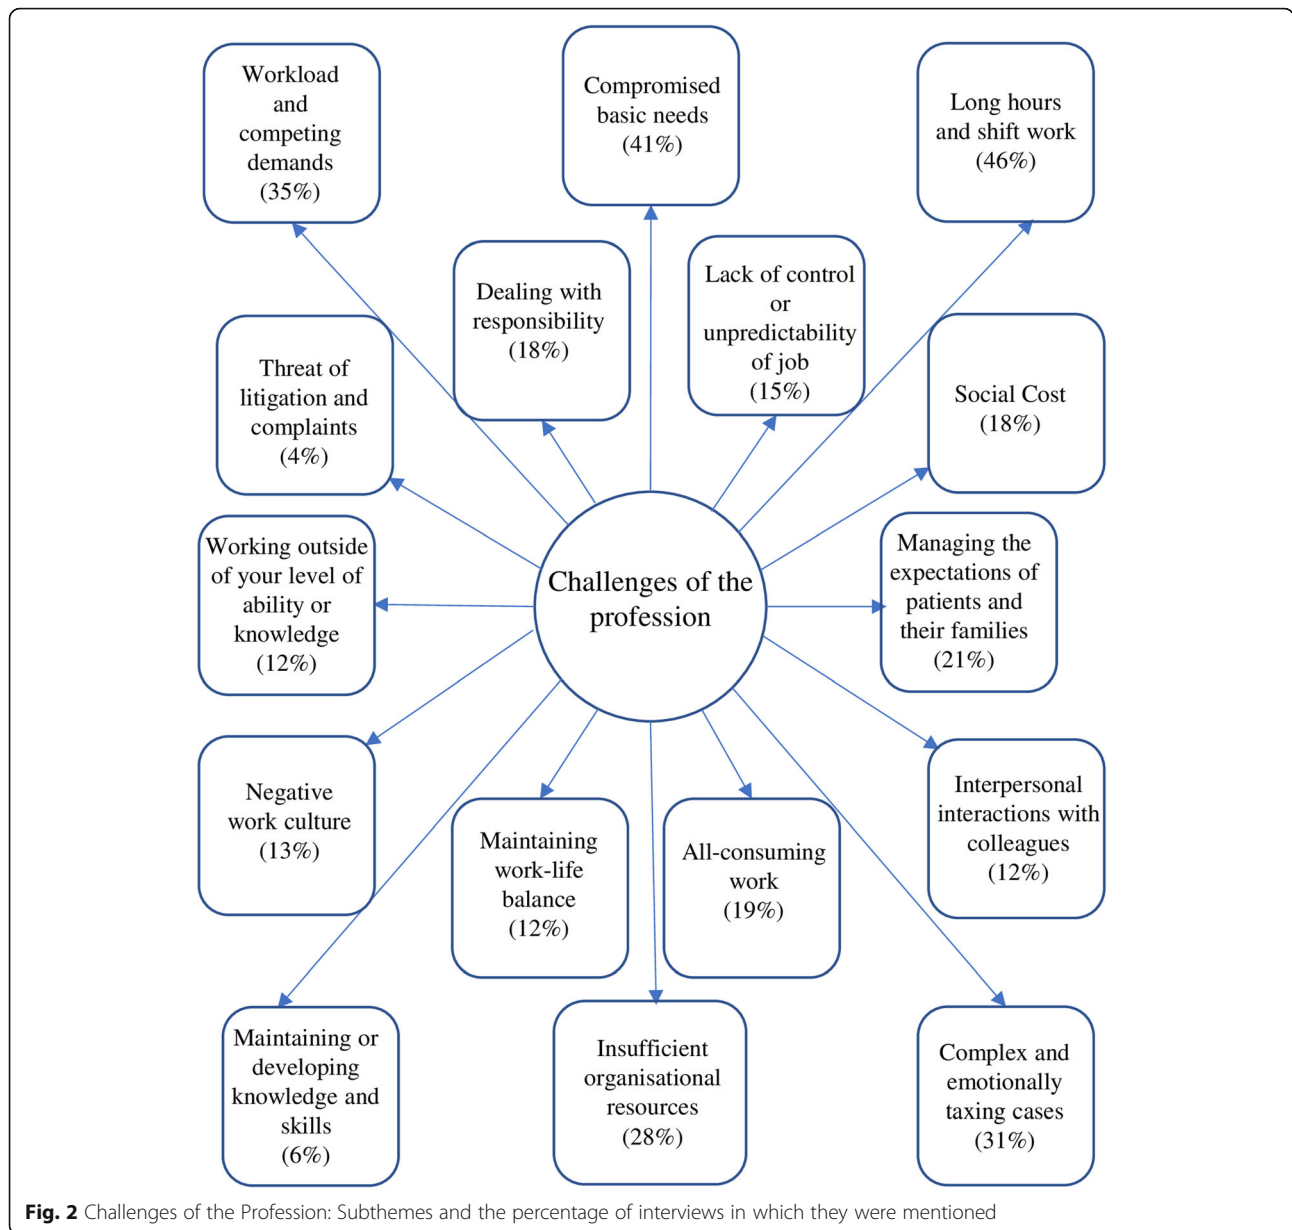 Workload
and
competing
demands
(35%)
Compromised
basic needs
(41%)
Long hours
and shift work
(46%)
Dealing with
responsibility
(18%)
Lack of control
or
unpredictability
of job
(15%)
Threat of
litigation and
complaints
(4%)
Social Cost
(18%)
Working outside
of your level of
ability or
knowledge
(12%)
Challenges of the
profession
Managing the
expectations of
patients and
their families
(21%)
Negative
work culture
(13%)
Maintaining
work-life
balance
(12%)
All-consuming
work
(19%)
Interpersonal
interactions with
colleagues
(12%)
Maintaining or
developing
knowledge and
skills
(6%)
Insufficient
organisational
resources
(28%)
Complex and
emotionally
taxing cases
(31%)
Fig. 2 Challenges of the Profession: Subthemes and the percentage of interviews in which they were mentioned